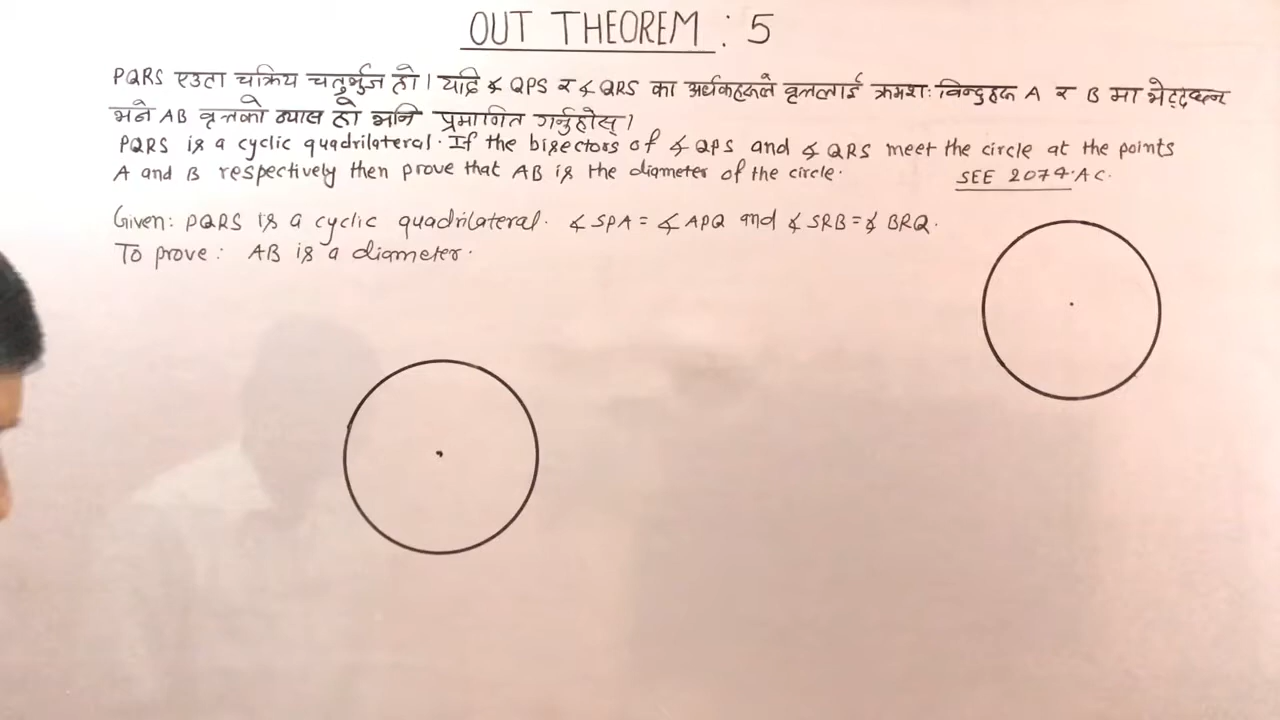 OUT THEOREM : 5
PQRS एउटा चक्रिय चतुर्भुज हो । यदि ∡ QPS र ∡ QRS का अर्धकहरूले वृत्तलाई क्रमशः बिन्दुहरू A र B मा भेट्दछन्
भने AB वृत्तको व्यास हो भनि प्रमाणित गर्नुहोस् ।
PQRS is a cyclic quadrilateral. If the bisectors of ∡ QPS and ∡ QRS meet the circle at the points
A and B respectively then prove that AB is the diameter of the circle.
SEE 2074.AC.
Given: PQRS is a cyclic quadrilateral. ∡ SPA = ∡ APQ and ∡ SRB = ∡ BRQ.
To prove: AB is a diameter.